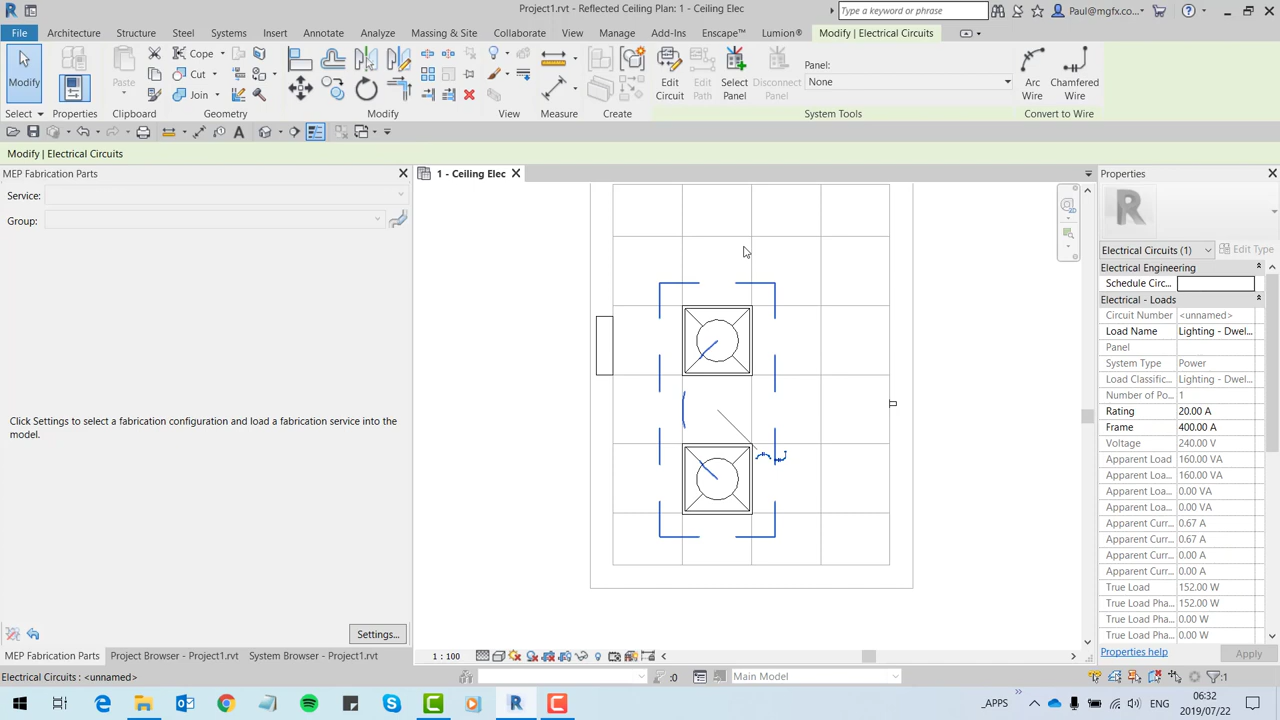 Project1.rvt - Reflected Ceiling Plan: 1 - Ceiling Elec
Type a keyword or phrase
Paul@mgfx.co...
File Architecture Structure Steel Systems Insert Annotate Analyze Massing & Site Collaborate View Manage Add-Ins Enscape™ Lumion® Modify | Electrical Circuits
Modify
Paste
Cope
Cut
Join
Edit Circuit
Edit Path
Select Panel
Disconnect Panel
Panel:
None
Arc Wire
Chamfered Wire
Select Properties Clipboard Geometry Modify View Measure Create System Tools Convert to Wire
Modify | Electrical Circuits
MEP Fabrication Parts
Service:
Group:
Click Settings to select a fabrication configuration and load a fabrication service into the model.
Settings...
MEP Fabrication Parts Project Browser - Project1.rvt System Browser - Project1.rvt
1 - Ceiling Elec
1 : 100
Properties
Electrical Circuits (1) Edit Type
Electrical Engineering
Schedule Circ...
Electrical - Loads
Circuit Number <unnamed>
Load Name Lighting - Dwel...
Panel
System Type Power
Load Classific... Lighting - Dwel...
Number of Po... 1
Rating 20.00 A
Frame 400.00 A
Voltage 240.00 V
Apparent Load 160.00 VA
Apparent Loa... 160.00 VA
Apparent Loa... 0.00 VA
Apparent Loa... 0.00 VA
Apparent Curr... 0.67 A
Apparent Curr... 0.67 A
Apparent Curr... 0.00 A
Apparent Curr... 0.00 A
True Load 152.00 W
True Load Pha... 152.00 W
True Load Pha... 0.00 W
True Load Pha... 0.00 W
Properties help
Apply
Electrical Circuits : <unnamed>
:0
Main Model
:1
_APPS
ENG
06:32
2019/07/22